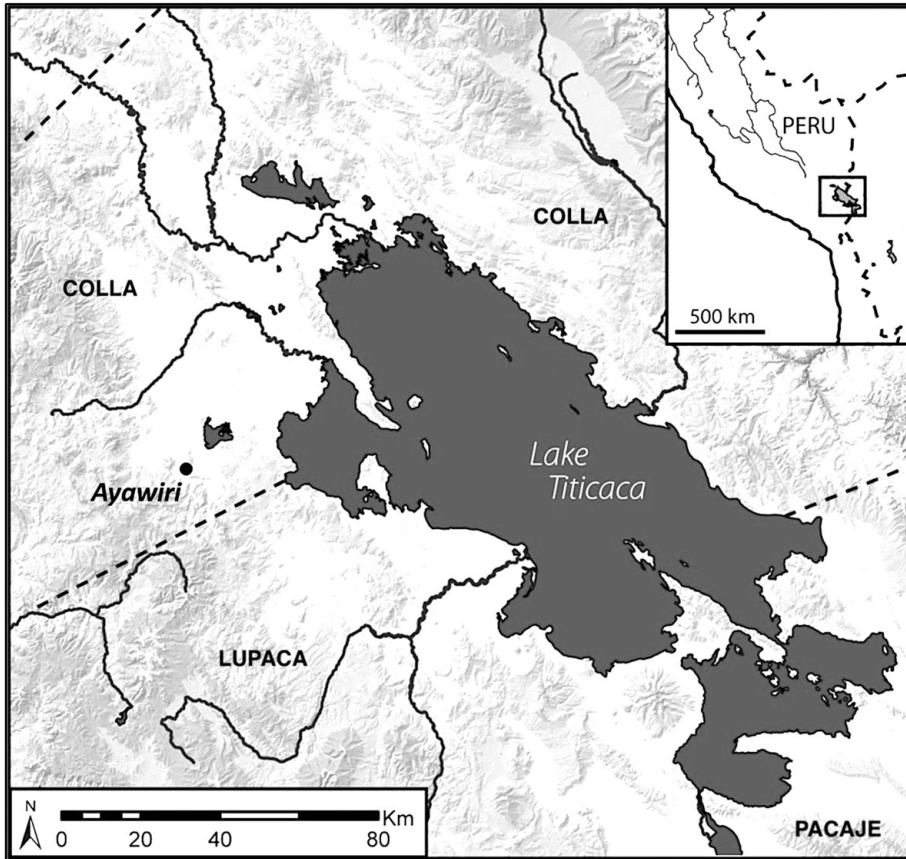 PERU
500 km
COLLA
COLLA
Lake
Titicaca
Ayawiri
LUPACA
PACAJE
N
Km
0 20 40 80